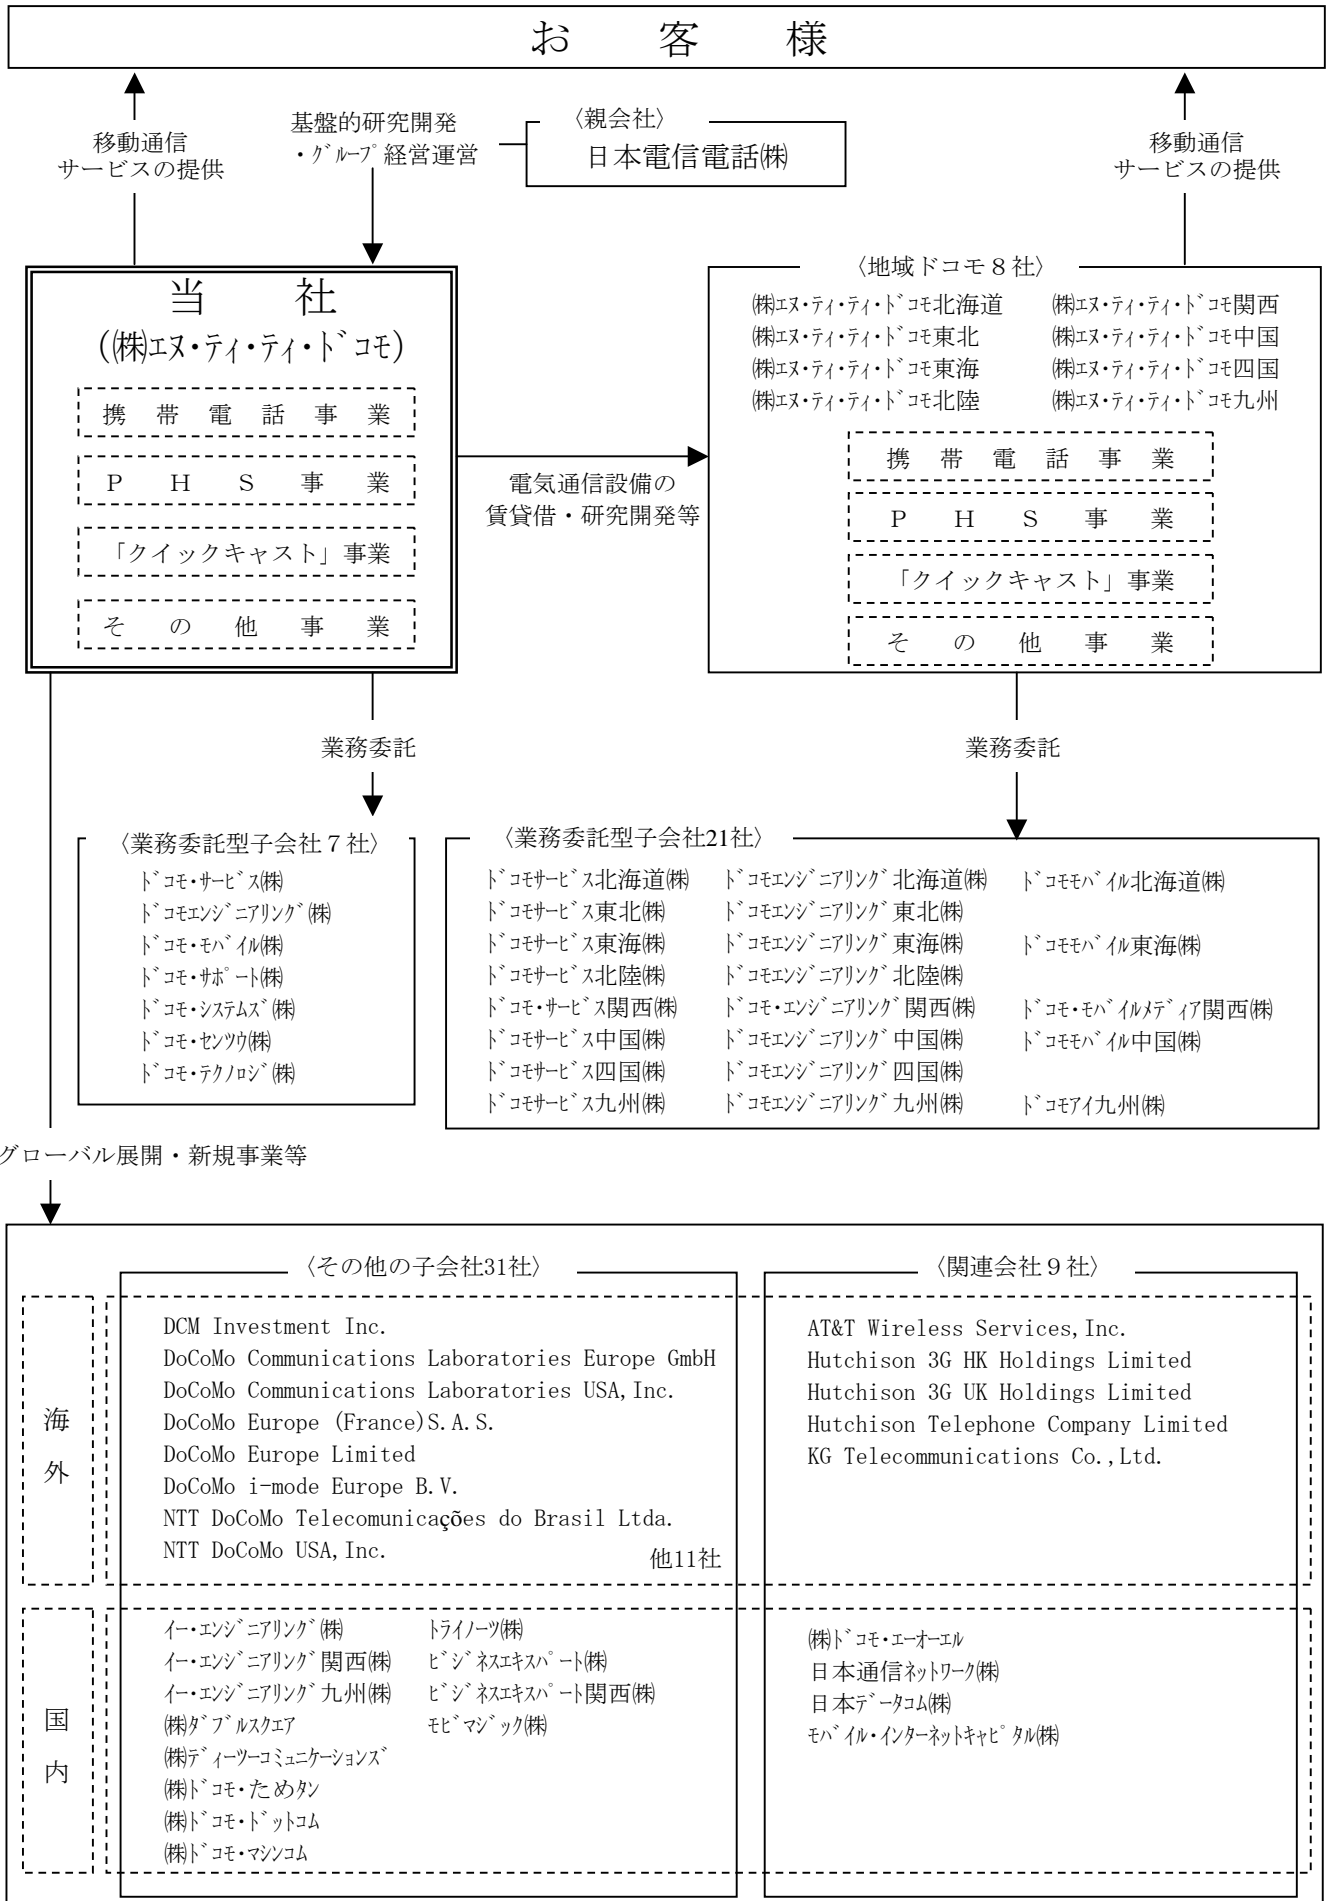 お客様
移動通信
サービスの提供
基盤的研究開発
・グループ経営運営
〈親会社〉
日本電信電話㈱
移動通信
サービスの提供
当社
(㈱エヌ・ティ・ティ・ドコモ)
携帯電話事業
ＰＨＳ事業
「クイックキャスト」事業
その他事業
電気通信設備の
賃貸借・研究開発等
〈地域ドコモ８社〉
㈱エヌ・ティ・ティ・ドコモ北海道 ㈱エヌ・ティ・ティ・ドコモ関西
㈱エヌ・ティ・ティ・ドコモ東北 ㈱エヌ・ティ・ティ・ドコモ中国
㈱エヌ・ティ・ティ・ドコモ東海 ㈱エヌ・ティ・ティ・ドコモ四国
㈱エヌ・ティ・ティ・ドコモ北陸 ㈱エヌ・ティ・ティ・ドコモ九州
携帯電話事業
ＰＨＳ事業
「クイックキャスト」事業
その他事業
業務委託
業務委託
〈業務委託型子会社７社〉
ドコモ・サービス㈱
ドコモエンジニアリング㈱
ドコモ・モバイル㈱
ドコモ・サポート㈱
ドコモ・システムズ㈱
ドコモ・センツウ㈱
ドコモ・テクノロジ㈱
〈業務委託型子会社21社〉
ドコモサービス北海道㈱ ドコモエンジニアリング北海道㈱ ドコモモバイル北海道㈱
ドコモサービス東北㈱ ドコモエンジニアリング東北㈱
ドコモサービス東海㈱ ドコモエンジニアリング東海㈱ ドコモモバイル東海㈱
ドコモサービス北陸㈱ ドコモエンジニアリング北陸㈱
ドコモ・サービス関西㈱ ドコモ・エンジニアリング関西㈱ ドコモ・モバイルメディア関西㈱
ドコモサービス中国㈱ ドコモエンジニアリング中国㈱ ドコモモバイル中国㈱
ドコモサービス四国㈱ ドコモエンジニアリング四国㈱
ドコモサービス九州㈱ ドコモエンジニアリング九州㈱ ドコモアイ九州㈱
グローバル展開・新規事業等
〈その他の子会社31社〉
〈関連会社９社〉
海外
DCM Investment Inc.
DoCoMo Communications Laboratories Europe GmbH
DoCoMo Communications Laboratories USA,Inc.
DoCoMo Europe (France)S.A.S.
DoCoMo Europe Limited
DoCoMo i-mode Europe B.V.
NTT DoCoMo Telecomunicações do Brasil Ltda.
NTT DoCoMo USA,Inc.
他11社
AT&T Wireless Services,Inc.
Hutchison 3G HK Holdings Limited
Hutchison 3G UK Holdings Limited
Hutchison Telephone Company Limited
KG Telecommunications Co.,Ltd.
国内
イー・エンジニアリング㈱ トライノーツ㈱
イー・エンジニアリング関西㈱ ビジネスエキスパート㈱
イー・エンジニアリング九州㈱ ビジネスエキスパート関西㈱
㈱ダブルスクエア モビマジック㈱
㈱ディーツーコミュニケーションズ
㈱ドコモ・ためタン
㈱ドコモ・ドットコム
㈱ドコモ・マシンコム
㈱ドコモ・エーオーエル
日本通信ネットワーク㈱
日本データコム㈱
モバイル・インターネットキャピタル㈱